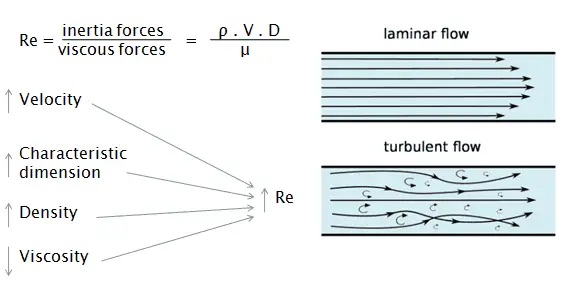 Re = inertia forces / viscous forces = ρ . V . D / μ
↑ Velocity
↑ Characteristic
dimension
↑ Density
↓ Viscosity
↑ Re
laminar flow
turbulent flow